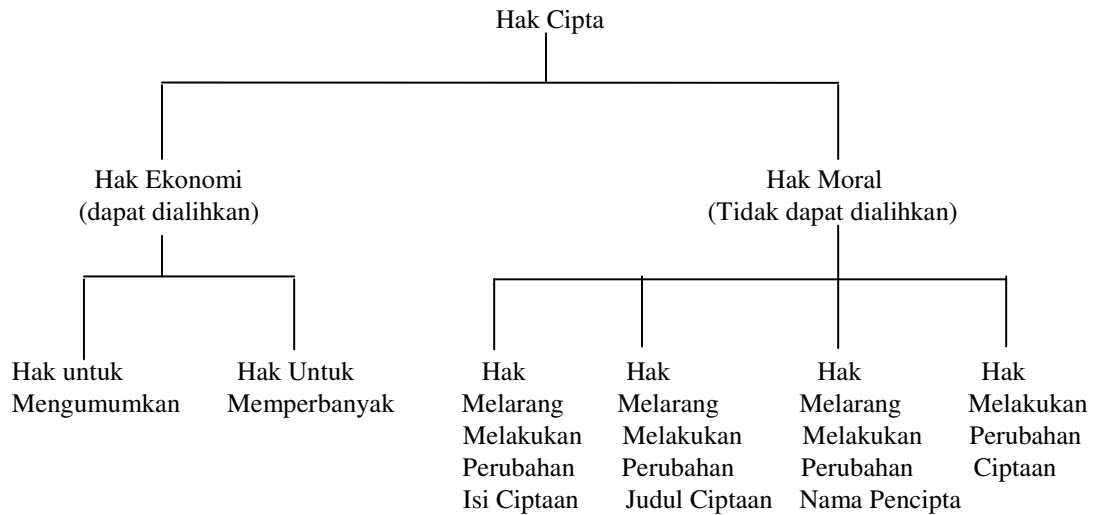 Hak Cipta
Hak Ekonomi
(dapat dialihkan)
Hak Moral
(Tidak dapat dialihkan)
Hak untuk
Mengumumkan
Hak Untuk
Memperbanyak
Hak
Melarang
Melakukan
Perubahan
Isi Ciptaan
Hak
Melarang
Melakukan
Perubahan
Judul Ciptaan
Hak
Melarang
Melakukan
Perubahan
Nama Pencipta
Hak
Melakukan
Perubahan
Ciptaan